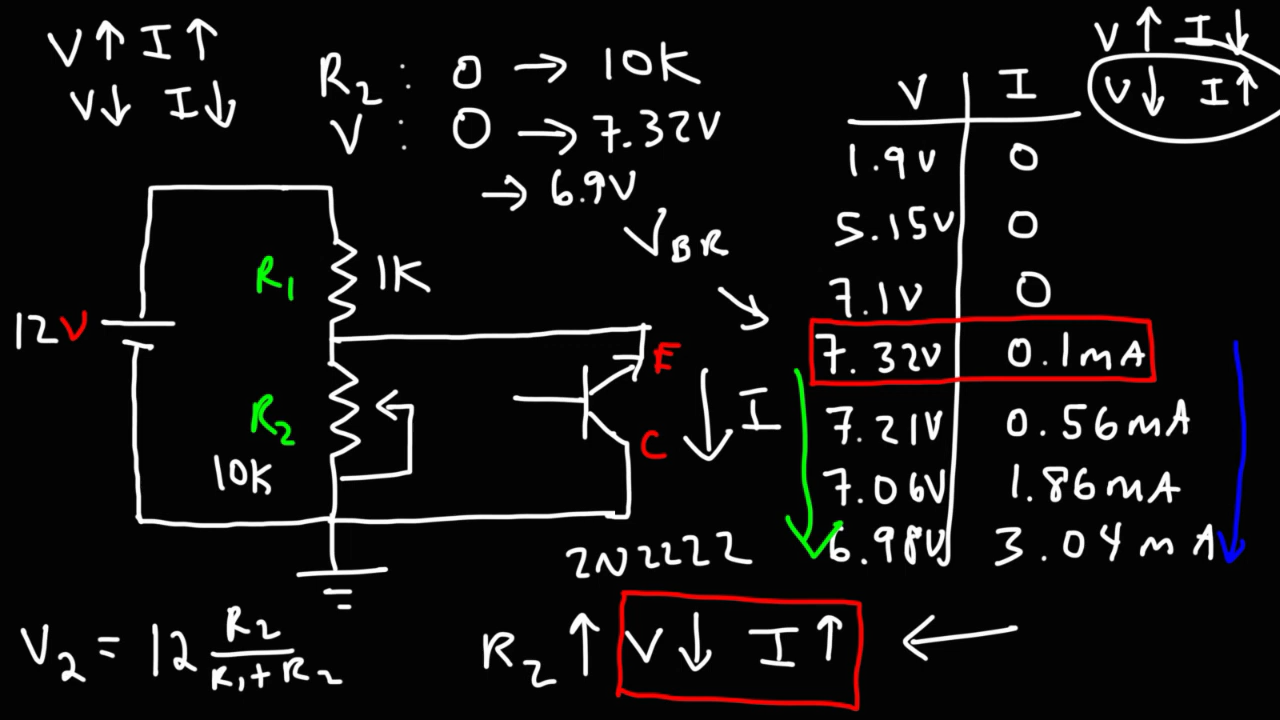 V↑ I↑
V↓ I↓
R₂ : 0 → 10K
V : 0 → 7.32V
→ 6.9V
V_BR
V↑ I↓
V↓ I↑
V I
1.9V 0
5.15V 0
7.1V 0
7.32V 0.1mA
7.21V 0.56mA
7.06V 1.86mA
6.98V 3.04mA
12V
R₁ 1K
R₂
10K
E
C
I
2N2222
V₂ = 12 R₂/(R₁+R₂)
R₂↑ V↓ I↑ ←